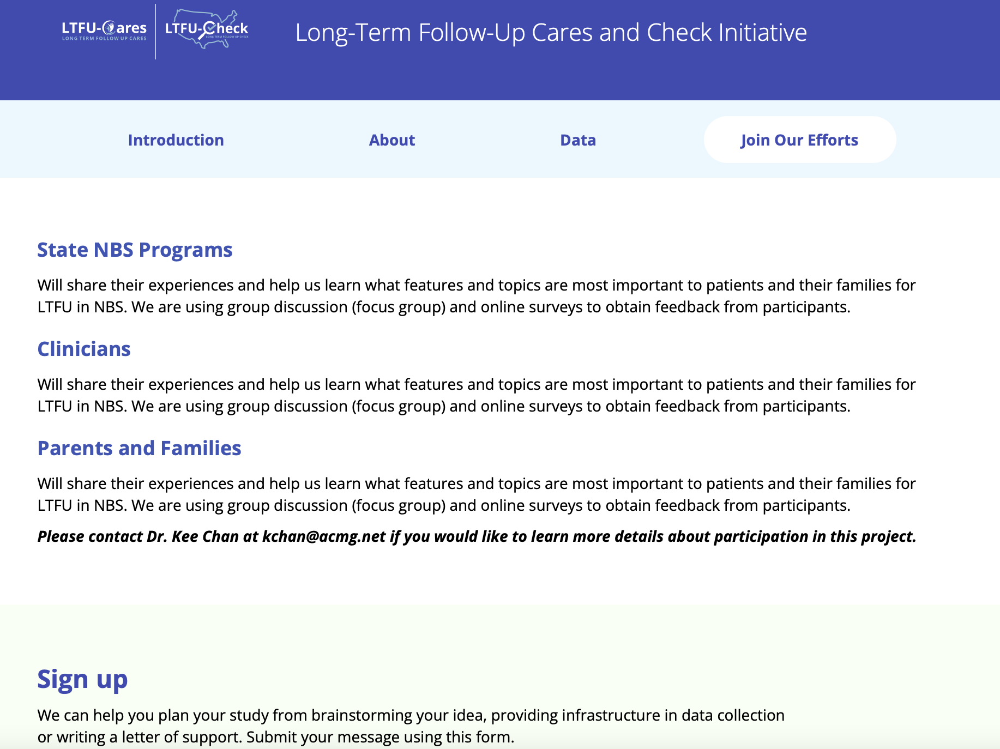 LTFU-Cares
LONG TERM FOLLOW UP CARES
LTFU-Check
LONG TERM FOLLOW UP CHECK
Long-Term Follow-Up Cares and Check Initiative
Introduction
About
Data
Join Our Efforts
State NBS Programs
Will share their experiences and help us learn what features and topics are most important to patients and their families for
LTFU in NBS. We are using group discussion (focus group) and online surveys to obtain feedback from participants.
Clinicians
Will share their experiences and help us learn what features and topics are most important to patients and their families for
LTFU in NBS. We are using group discussion (focus group) and online surveys to obtain feedback from participants.
Parents and Families
Will share their experiences and help us learn what features and topics are most important to patients and their families for
LTFU in NBS. We are using group discussion (focus group) and online surveys to obtain feedback from participants.
Please contact Dr. Kee Chan at kchan@acmg.net if you would like to learn more details about participation in this project.
Sign up
We can help you plan your study from brainstorming your idea, providing infrastructure in data collection
or writing a letter of support. Submit your message using this form.